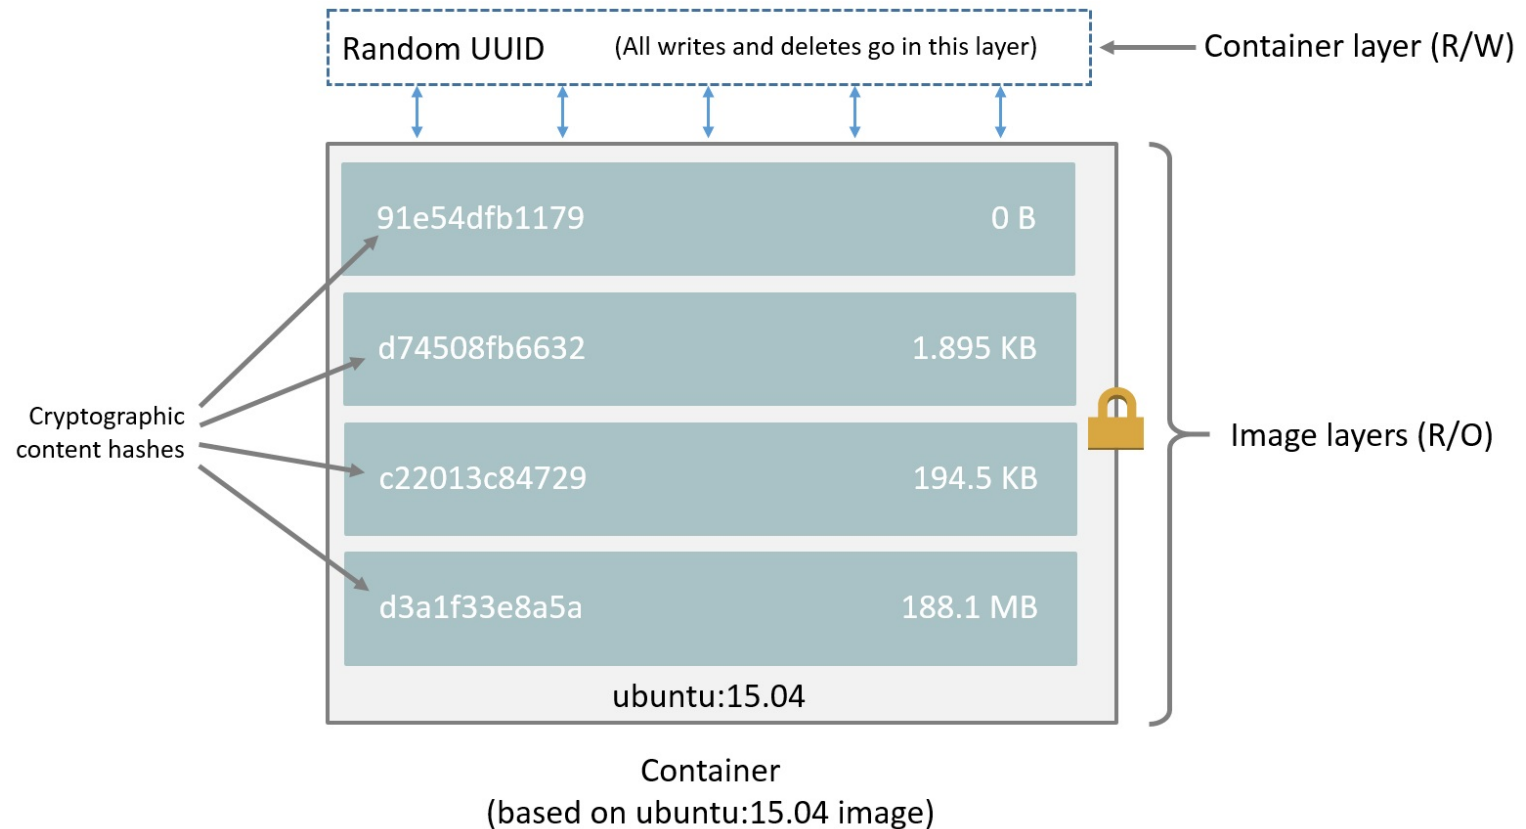 Random UUID (All writes and deletes go in this layer)
Container layer (R/W)
91e54dfb1179 0 B
d74508fb6632 1.895 KB
c22013c84729 194.5 KB
d3a1f33e8a5a 188.1 MB
ubuntu:15.04
Cryptographic
content hashes
Image layers (R/O)
Container
(based on ubuntu:15.04 image)